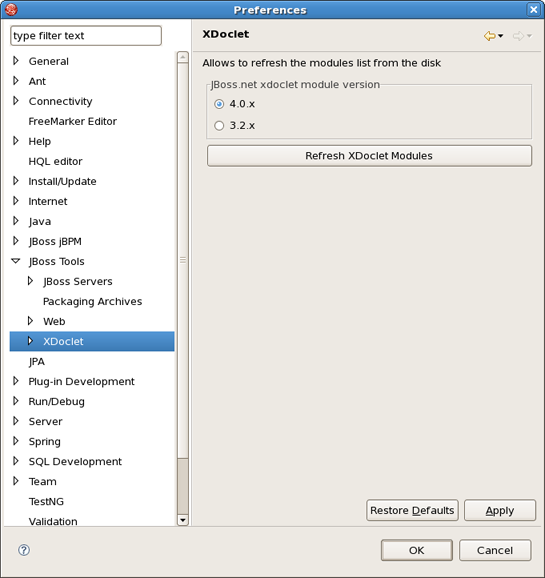 Preferences
type filter text
General
Ant
Connectivity
FreeMarker Editor
Help
HQL editor
Install/Update
Internet
Java
JBoss jBPM
JBoss Tools
JBoss Servers
Packaging Archives
Web
XDoclet
JPA
Plug-in Development
Run/Debug
Server
Spring
SQL Development
Team
TestNG
Validation
XDoclet
Allows to refresh the modules list from the disk
JBoss.net xdoclet module version
4.0.x
3.2.x
Refresh XDoclet Modules
Restore Defaults
Apply
?
OK
Cancel